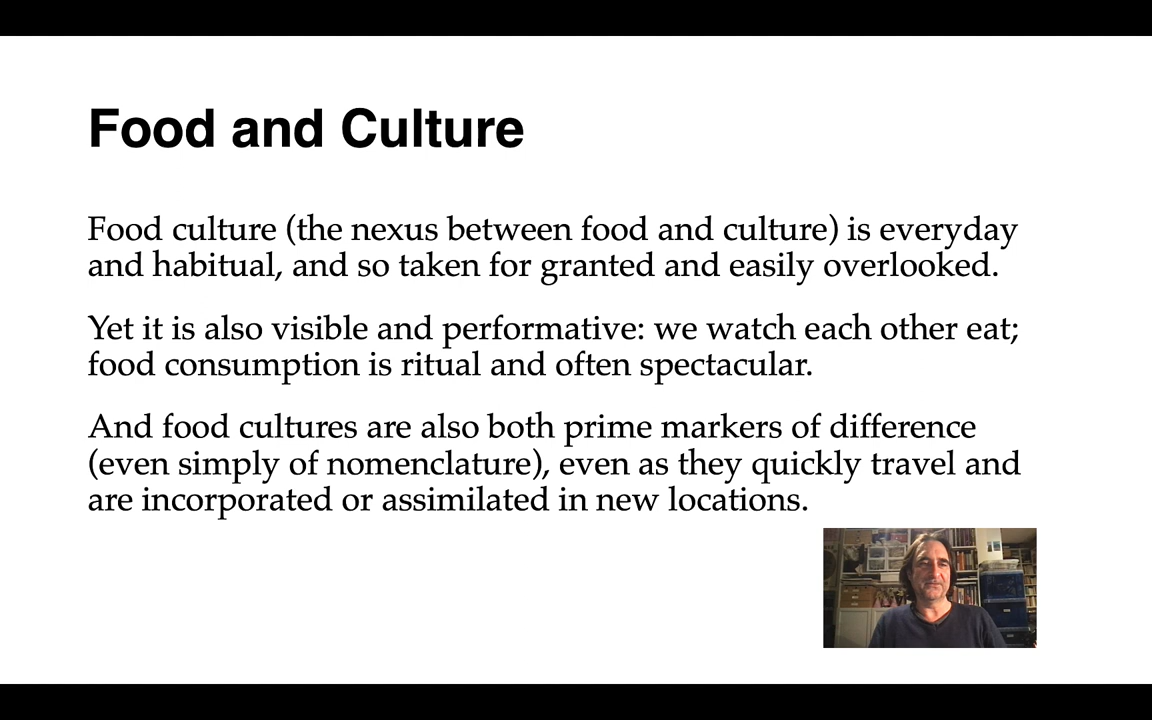 Food and Culture
Food culture (the nexus between food and culture) is everyday
and habitual, and so taken for granted and easily overlooked.
Yet it is also visible and performative: we watch each other eat;
food consumption is ritual and often spectacular.
And food cultures are also both prime markers of difference
(even simply of nomenclature), even as they quickly travel and
are incorporated or assimilated in new locations.